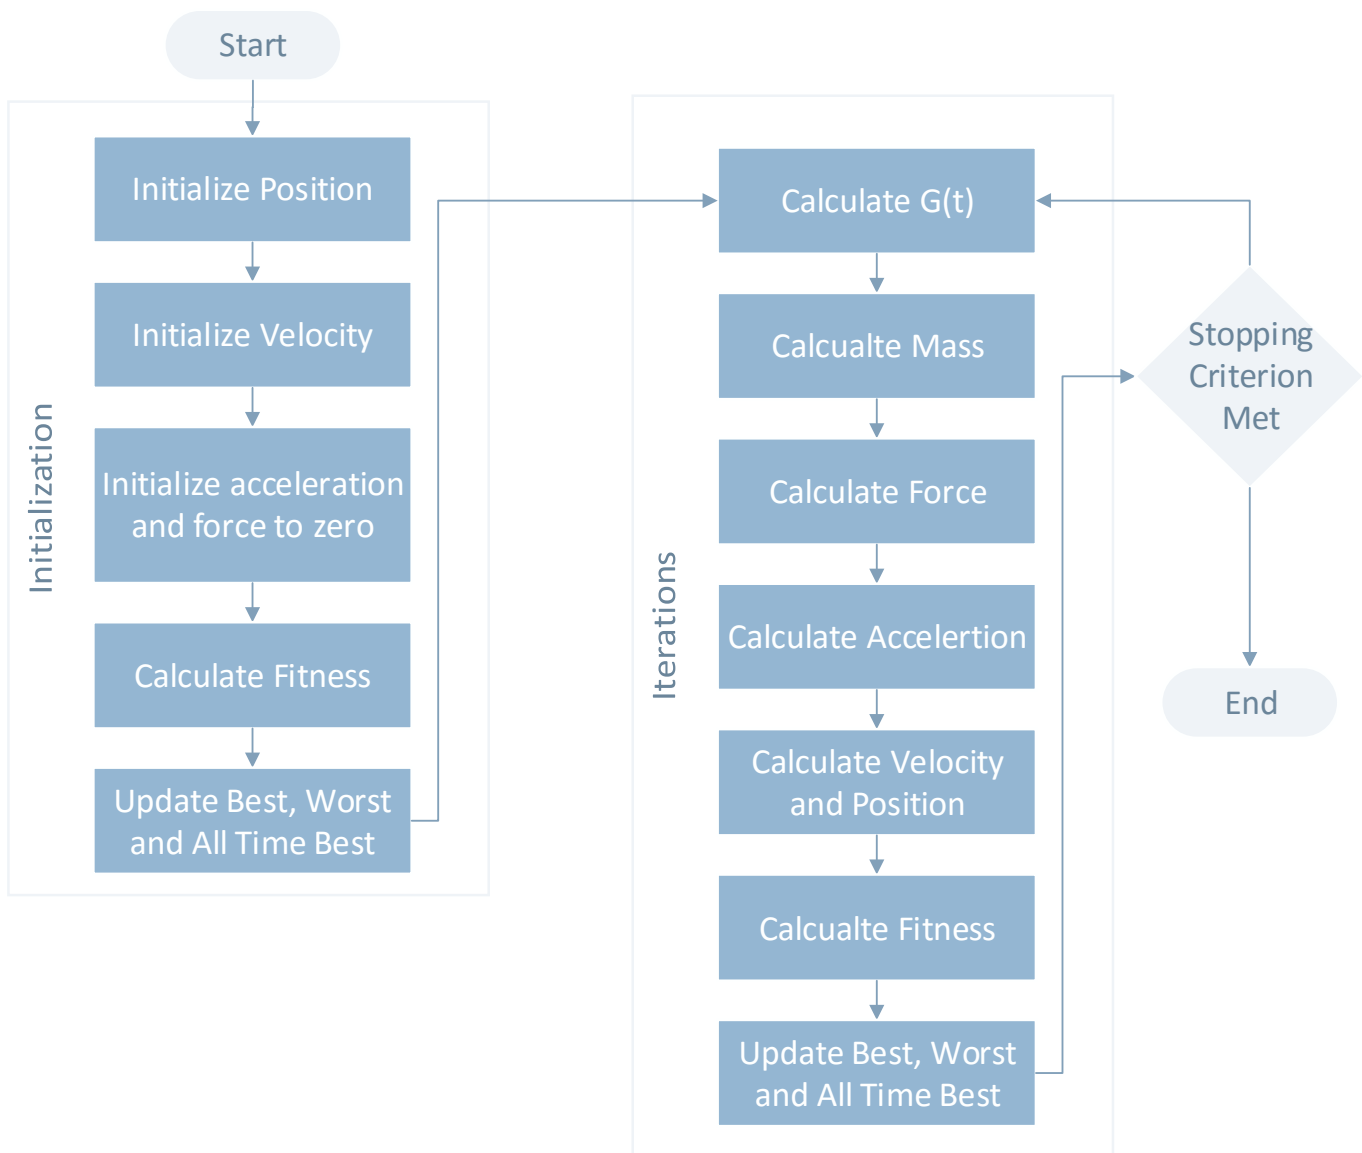 Start
Initialization
Initialize Position
Initialize Velocity
Initialize acceleration
and force to zero
Calculate Fitness
Update Best, Worst
and All Time Best
Iterations
Calculate G(t)
Calcualte Mass
Calculate Force
Calculate Accelertion
Calculate Velocity
and Position
Calcualte Fitness
Update Best, Worst
and All Time Best
Stopping
Criterion
Met
End